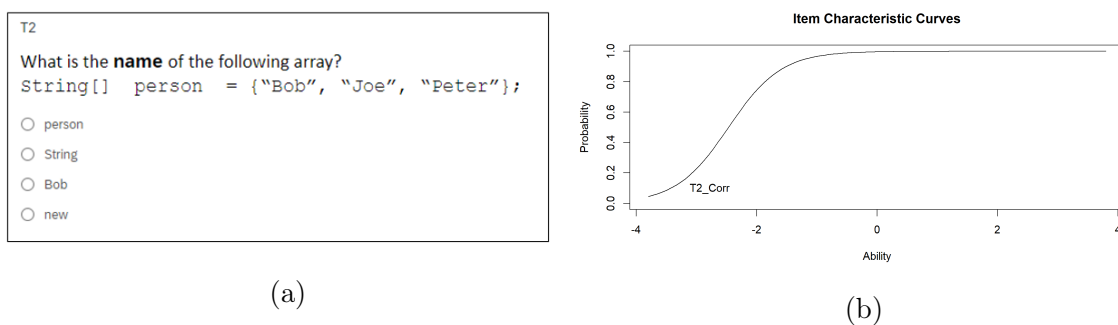 T2
What is the name of the following array?
String[]  person  = {“Bob”, “Joe”, “Peter”};
person
String
Bob
new
(a)
Item Characteristic Curves
Probability
1.0
0.8
0.6
0.4
0.2
0.0
T2_Corr
-4
-2
0
2
4
Ability
(b)